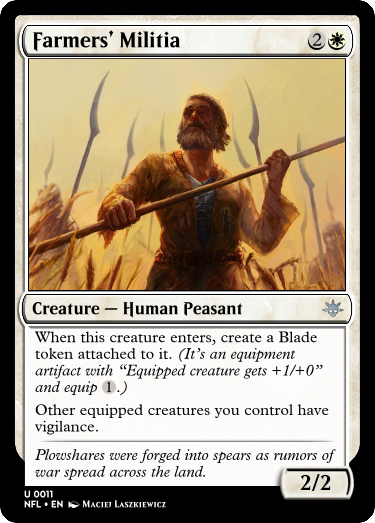 Farmers' Militia 2
Creature — Human Peasant
When this creature enters, create a Blade
token attached to it. (It's an equipment
artifact with “Equipped creature gets +1/+0”
and equip 1.)
Other equipped creatures you control have
vigilance.
Plowshares were forged into spears as rumors of
war spread across the land.
2/2
U 0011
NFL • EN Maciej Laszkiewicz